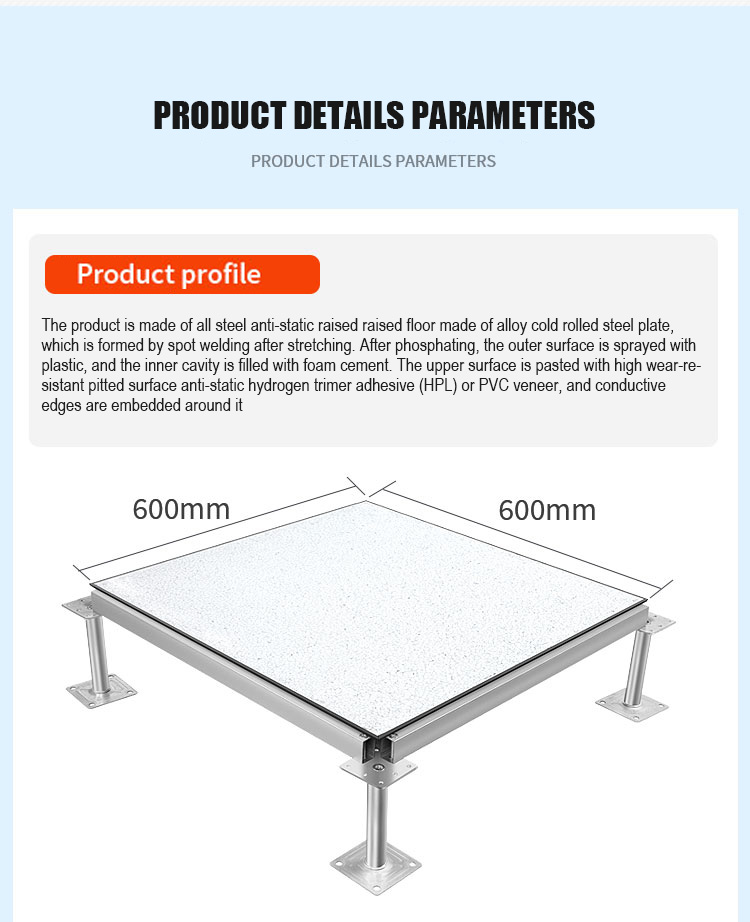 PRODUCT DETAILS PARAMETERS
PRODUCT DETAILS PARAMETERS
Product profile
The product is made of all steel anti-static raised raised floor made of alloy cold rolled steel plate,
which is formed by spot welding after stretching. After phosphating, the outer surface is sprayed with
plastic, and the inner cavity is filled with foam cement. The upper surface is pasted with high wear-re-
sistant pitted surface anti-static hydrogen trimer adhesive (HPL) or PVC veneer, and conductive
edges are embedded around it
600mm
600mm